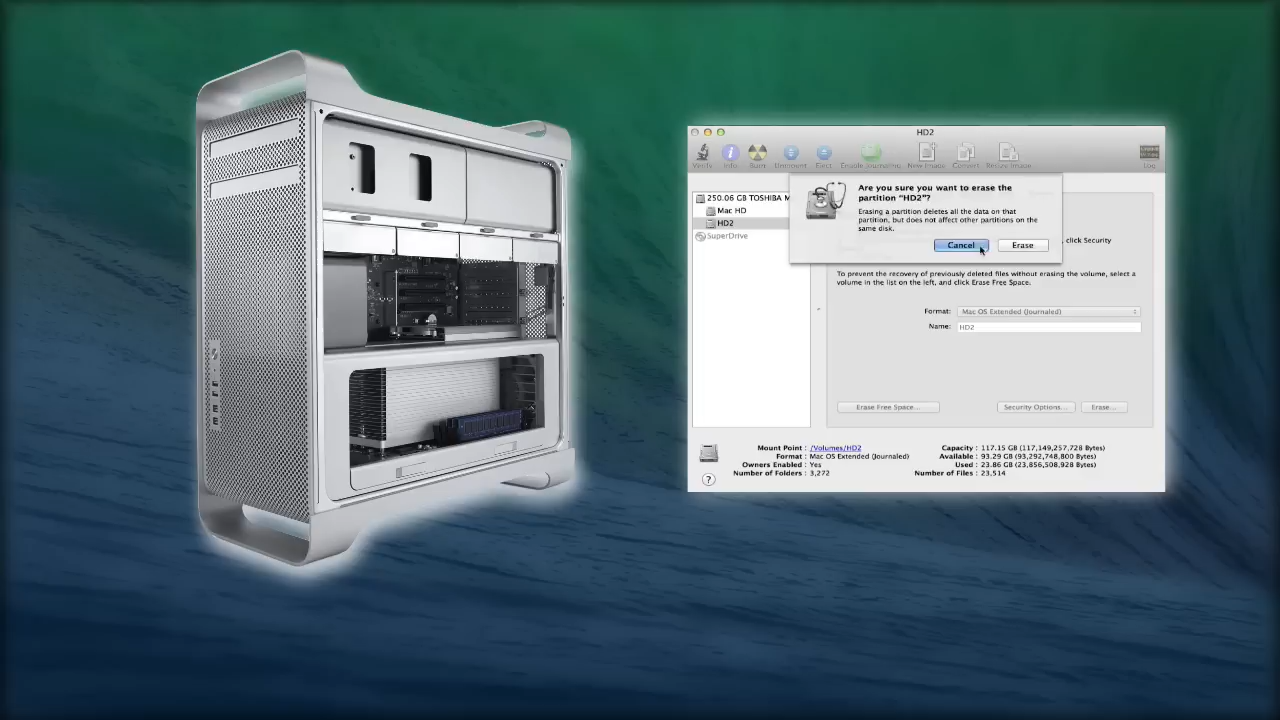 HD2
Verify Info Burn Unmount Eject Enable Journaling New Image Convert Resize Image Log
250.06 GB TOSHIBA M
Mac HD
HD2
SuperDrive
Are you sure you want to erase the
partition “HD2”?
Erasing a partition deletes all the data on that
partition, but does not affect other partitions on the
same disk.
Cancel Erase
, click Security
To prevent the recovery of previously deleted files without erasing the volume, select a
volume in the list on the left, and click Erase Free Space.
Format: Mac OS Extended (Journaled)
Name: HD2
Erase Free Space... Security Options... Erase...
Mount Point : /Volumes/HD2
Format : Mac OS Extended (Journaled)
Owners Enabled : Yes
Number of Folders : 3,272
Capacity : 117.15 GB (117,149,257,728 Bytes)
Available : 93.29 GB (93,292,748,800 Bytes)
Used : 23.86 GB (23,856,508,928 Bytes)
Number of Files : 23,514
?